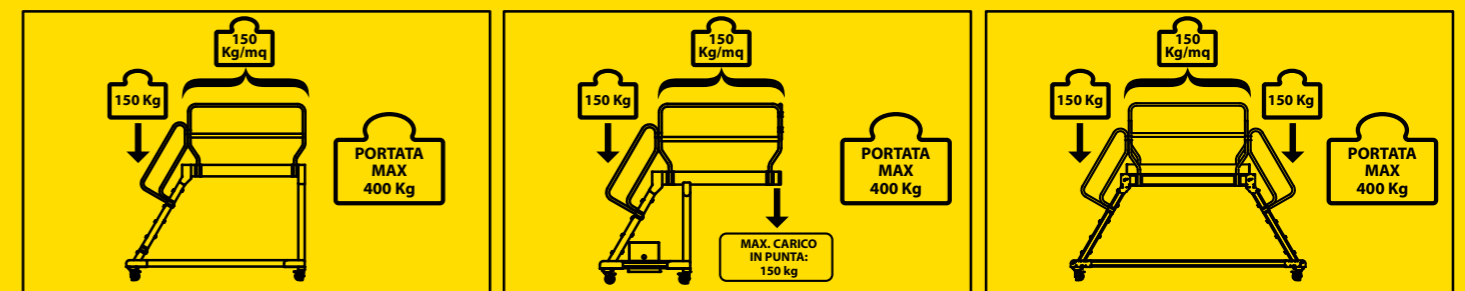 150
Kg/mq
150 Kg
PORTATA
MAX
400 Kg
150
Kg/mq
150 Kg
PORTATA
MAX
400 Kg
MAX. CARICO
IN PUNTA:
150 kg
150
Kg/mq
150 Kg
150 Kg
PORTATA
MAX
400 Kg